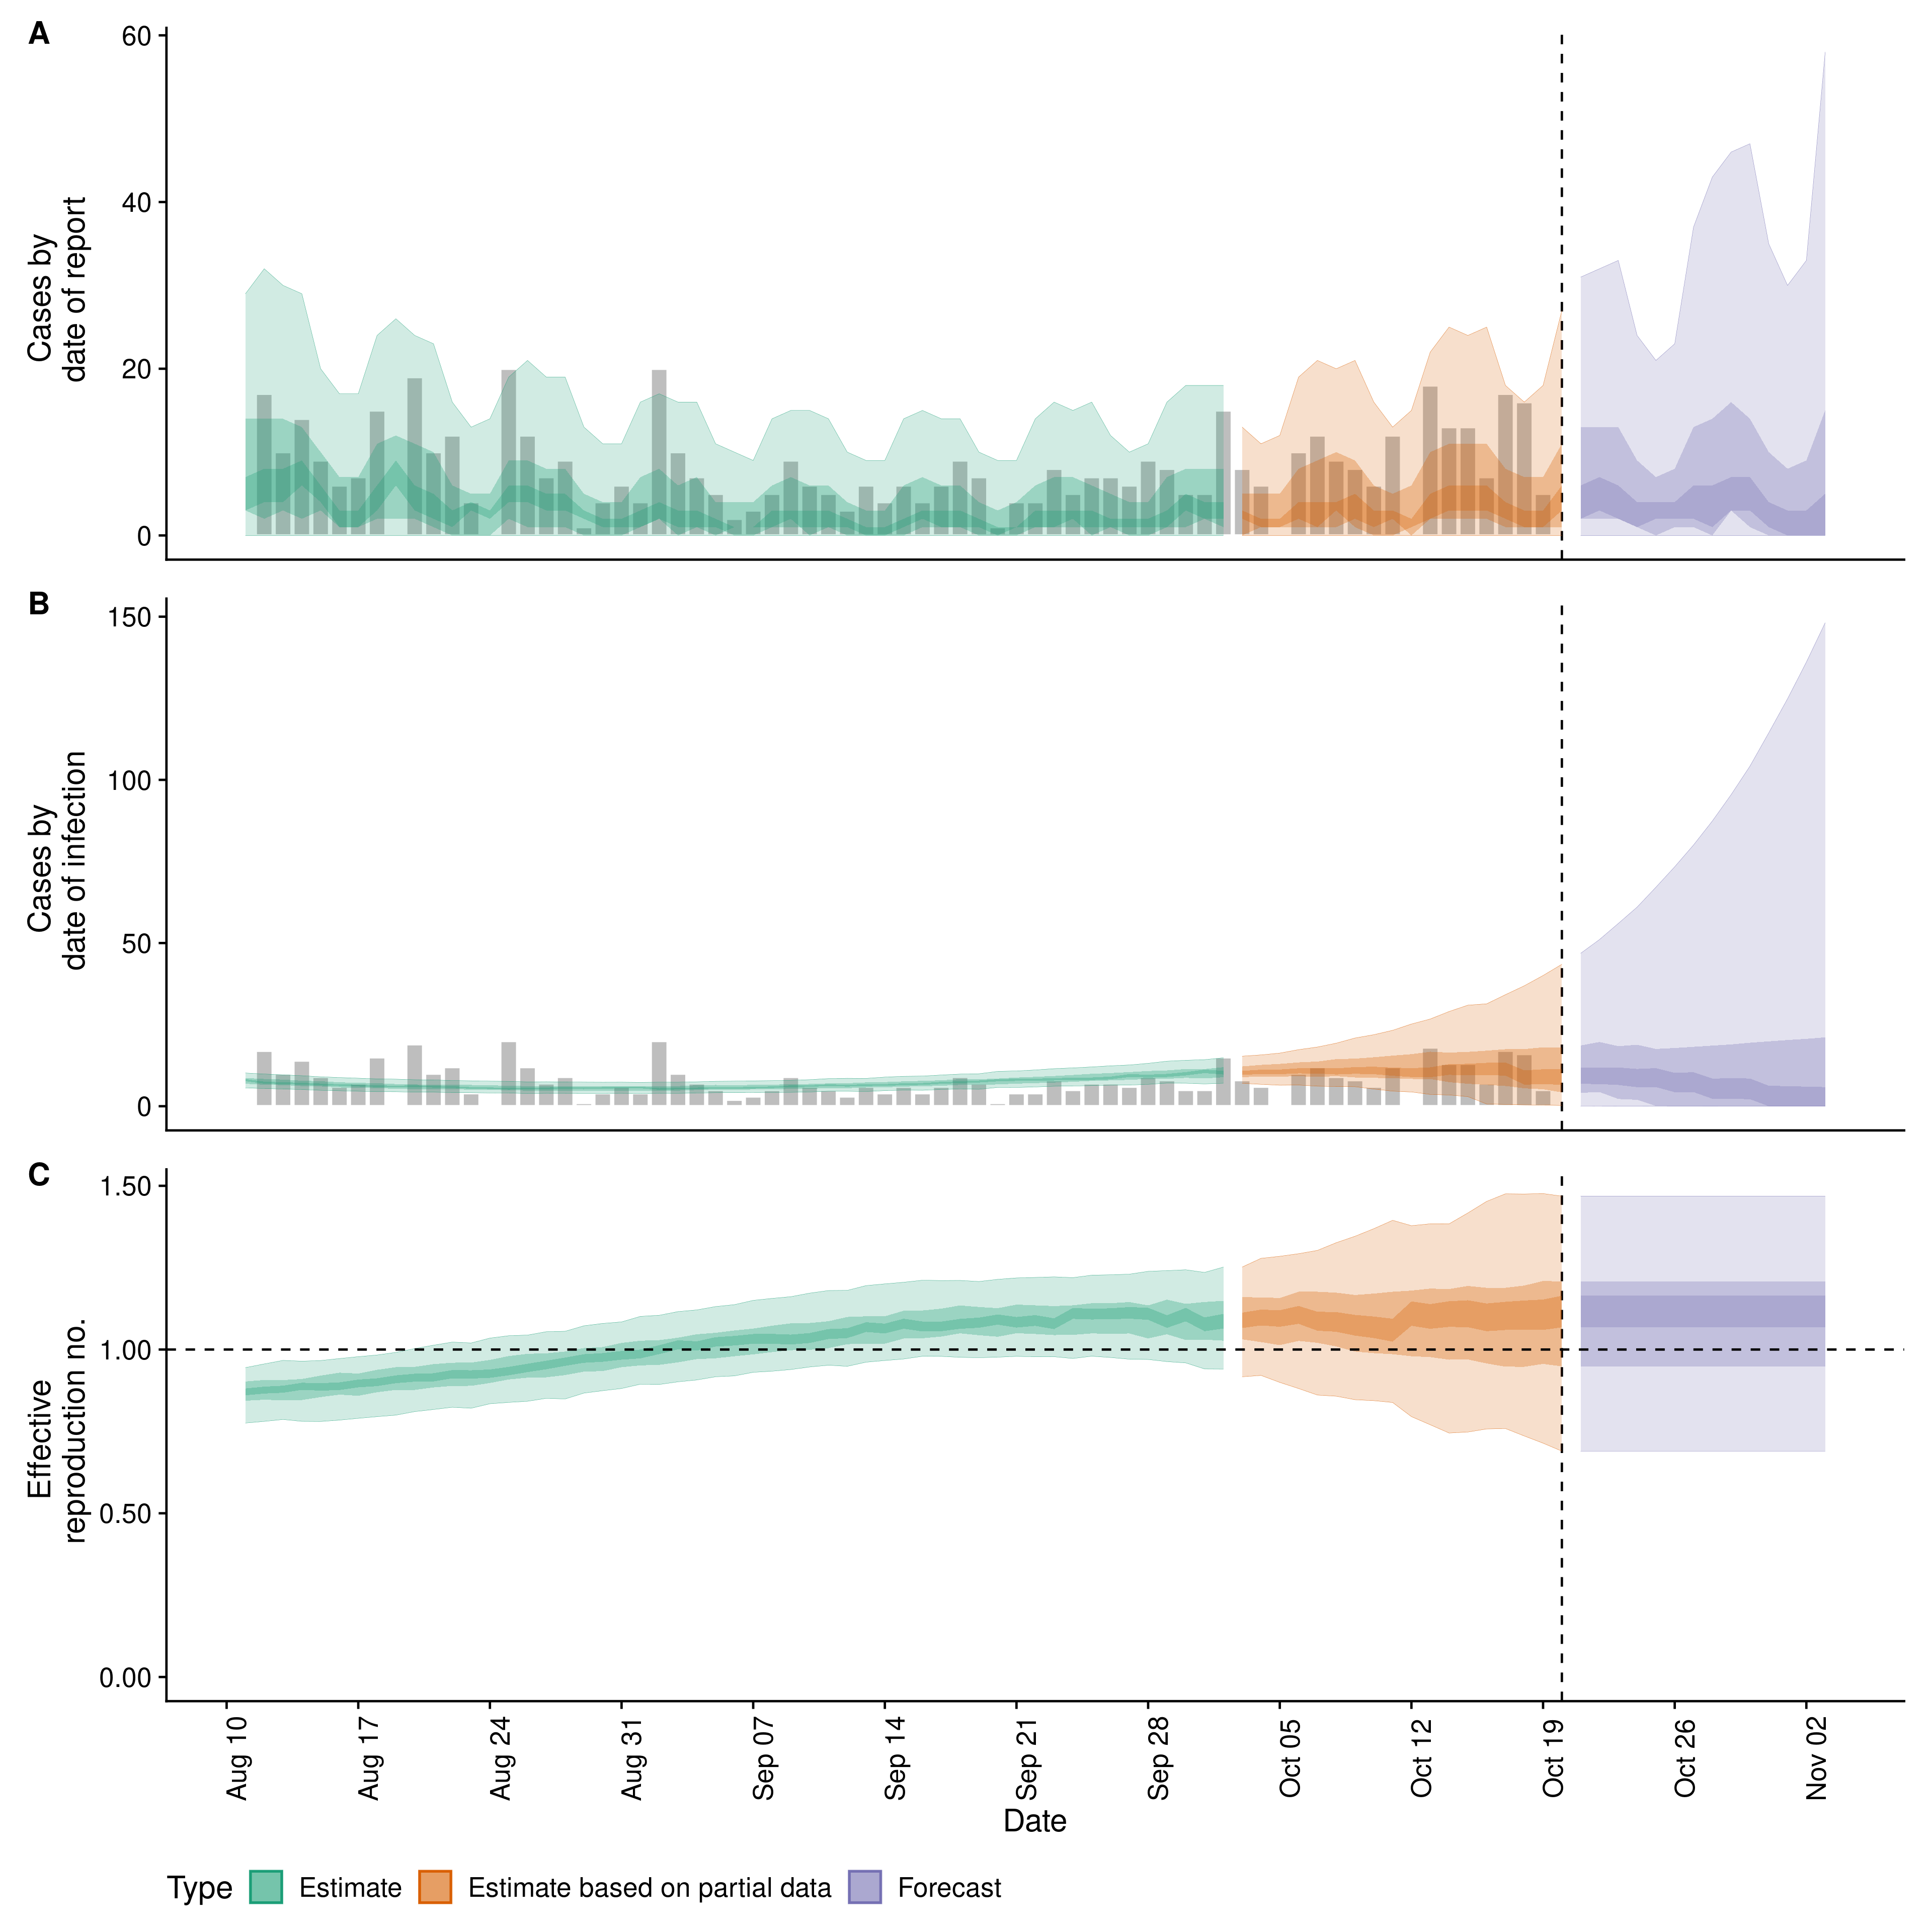 A
60
40
20
0
Cases by
date of report
B
150
100
50
0
Cases by
date of infection
C
1.50
1.00
0.50
0.00
Effective
reproduction no.
Aug 10
Aug 17
Aug 24
Aug 31
Sep 07
Sep 14
Sep 21
Sep 28
Oct 05
Oct 12
Oct 19
Oct 26
Nov 02
Date
Type Estimate Estimate based on partial data Forecast